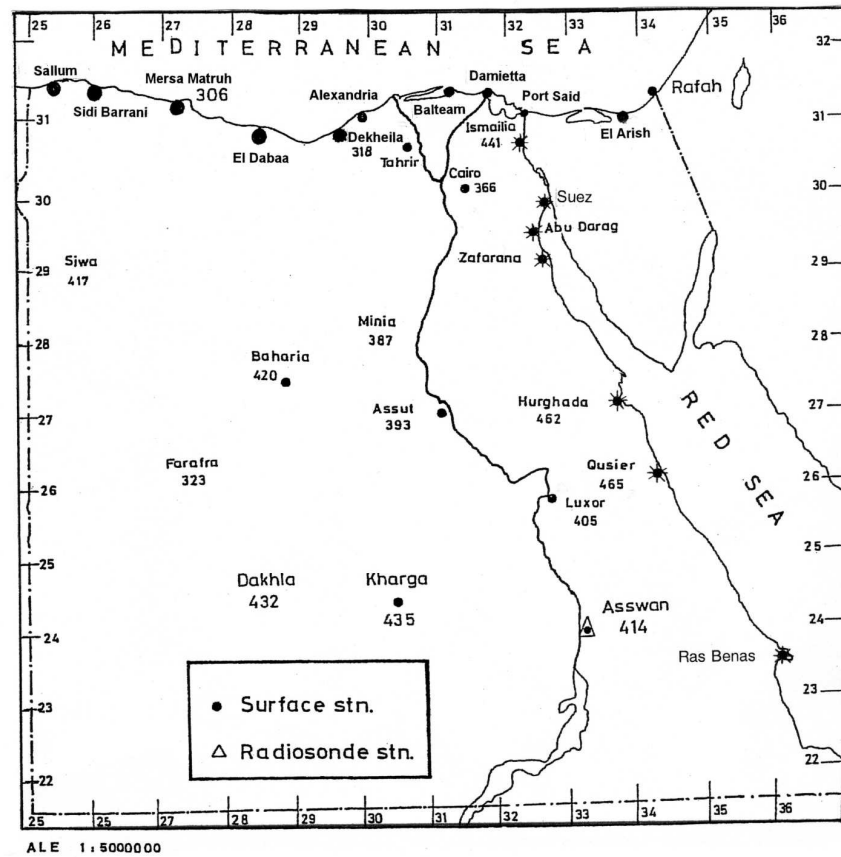 25 26 27 28 29 30 31 32 33 34 35 36
MEDITERRANEAN SEA
32
32
Sallum
Mersa Matruh
306
Sidi Barrani
Alexandria
Damietta
Balteam
Port Said
Rafah
31
31
Ismailia
441
El Arish
El Dabaa
Dekheila
318
Tahrir
Cairo
366
30
30
Suez
Abu Darag
Siwa
417
29
Zafarana
29
Minia
387
28
28
Baharia
420
Assut
393
Hurghada
462
RED SEA
27
27
Farafra
323
Qusier
465
26
26
Luxor
405
25
25
Dakhla
432
Kharga
435
Asswan
414
24
24
Ras Benas
23
23
Surface stn.
Radiosonde stn.
22
22
25 25 26 27 28 29 30 31 32 33 34 35 36
ALE 1:5000000